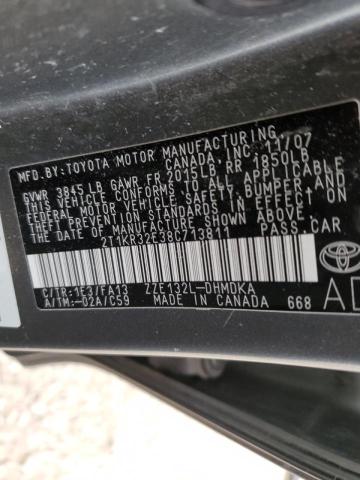 MFD.BY:TOYOTA MOTOR MANUFACTURING
CANADA, INC. 11/07
GVWR 3845LB GAWR FR 2015LB RR 1850LB
THIS VEHICLE CONFORMS TO ALL APPLICABLE
FEDERAL MOTOR VEHICLE SAFETY, BUMPER, AND
THEFT PREVENTION STANDARDS IN EFFECT ON
THE DATE OF MANUFACTURE SHOWN ABOVE.
2T1KR32E38C713811 PASS.CAR
C/TR:1E3/FA13 ZZE132L-DHMDKA
A/TM:-02A/C59 MADE IN CANADA 668